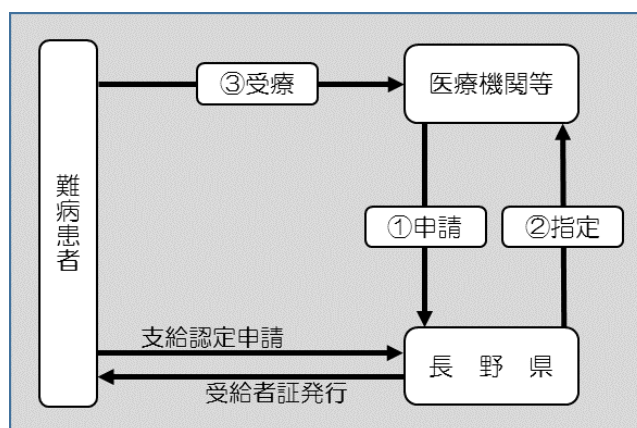 ③受療
医療機関等
難病患者
①申請
②指定
支給認定申請
長 野 県
受給者証発行